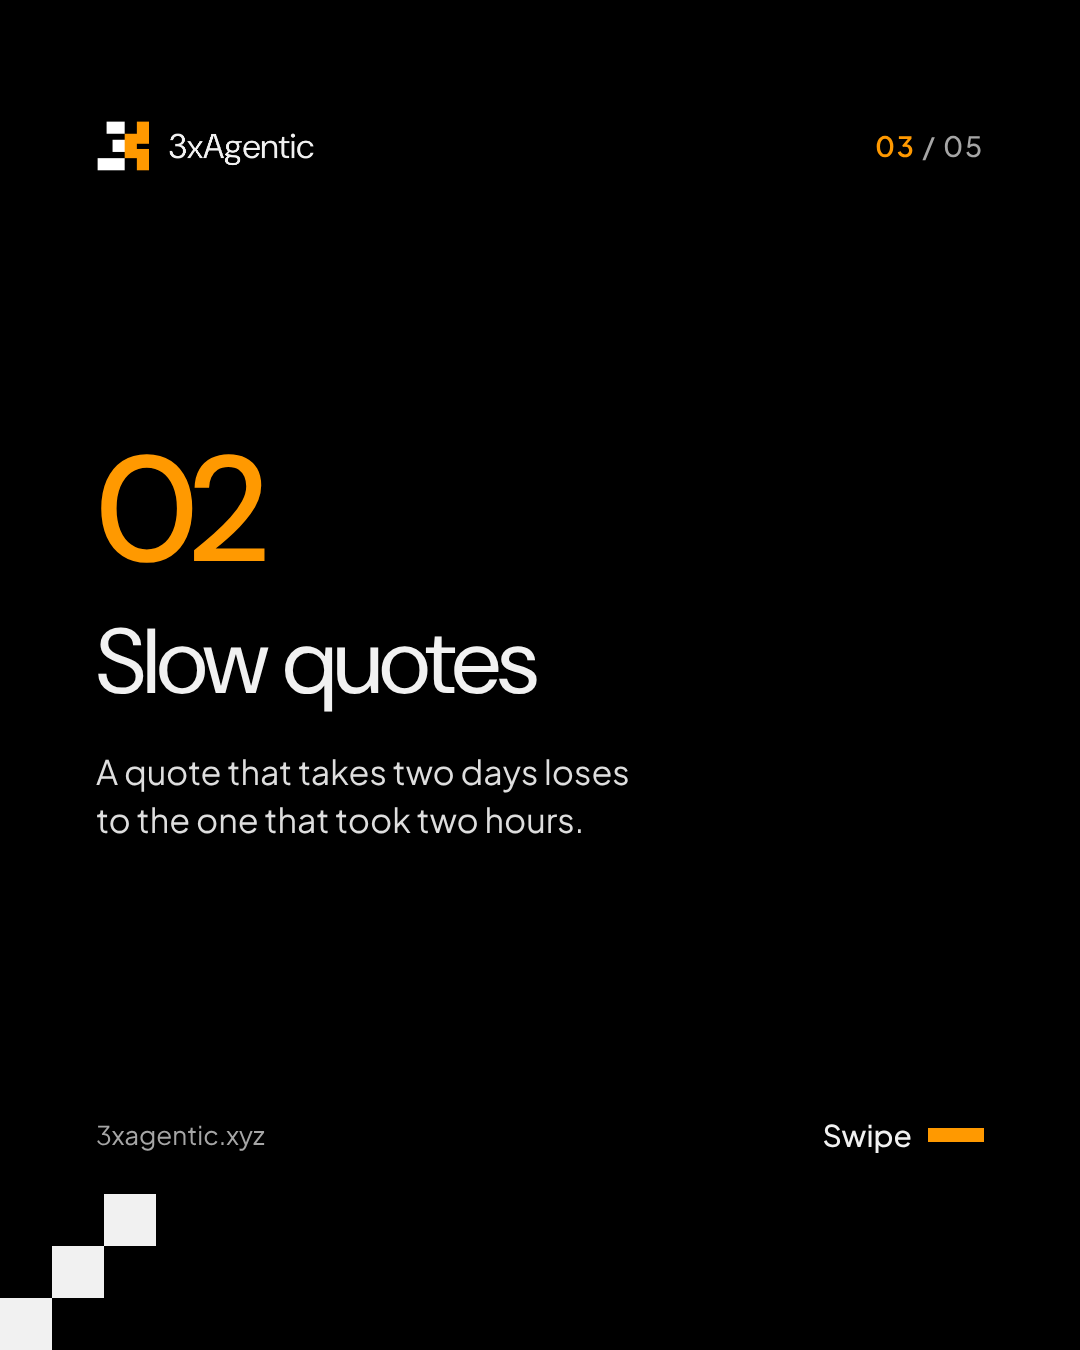 3xAgentic
03 / 05
02
Slow quotes
A quote that takes two days loses
to the one that took two hours.
3xagentic.xyz
Swipe